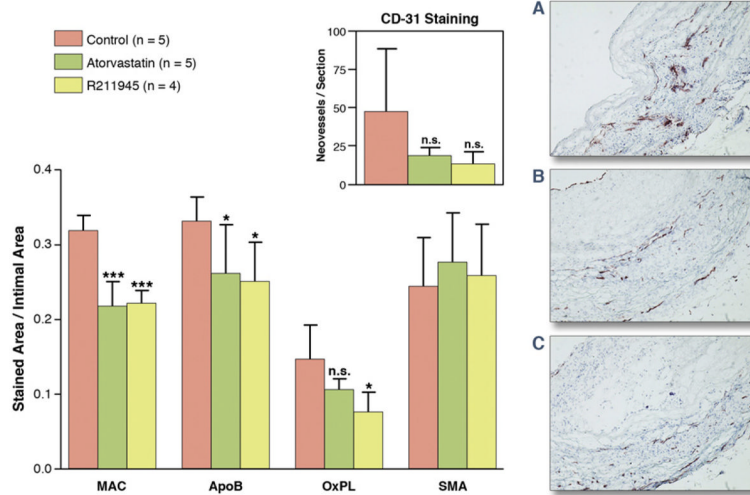 Control (n = 5)
Atorvastatin (n = 5)
R211945 (n = 4)
CD-31 Staining
Neovessels / Section
100
75
50
25
0
n.s.
n.s.
Stained Area / Intimal Area
0.4
0.3
0.2
0.1
0.0
***
***
*
*
n.s.
*
MAC
ApoB
OxPL
SMA
A
B
C